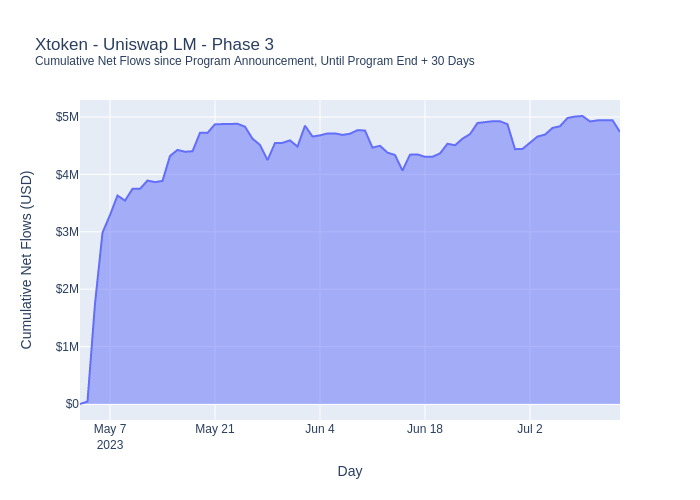 Xtoken - Uniswap LM - Phase 3
Cumulative Net Flows since Program Announcement, Until Program End + 30 Days
Cumulative Net Flows (USD)
$5M
$4M
$3M
$2M
$1M
$0
May 7
2023
May 21
Jun 4
Jun 18
Jul 2
Day